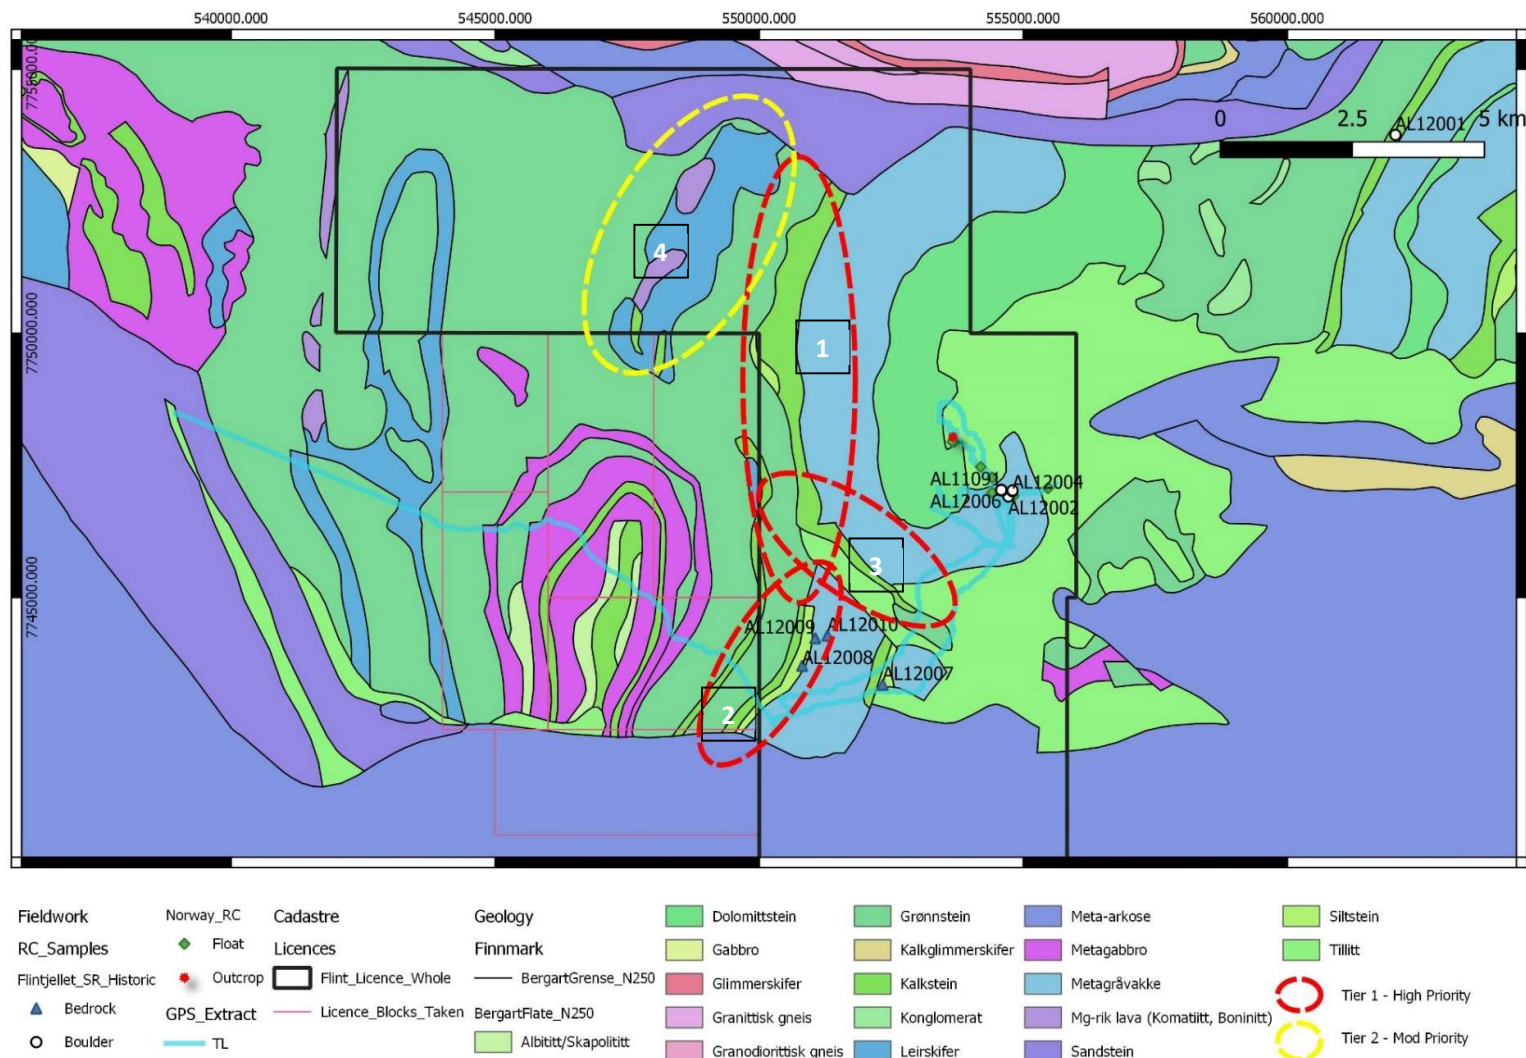 540000.000 545000.000 550000.000 555000.000 560000.000
7750000.000
7745000.000
0 2.5 5 km
AL12001
4
1
AL11091
AL12004
AL12006
AL12002
3
AL12009
AL12010
AL12008
AL12007
2
Fieldwork
RC_Samples
Flintjellet_SR_Historic
Bedrock
Boulder
Norway_RC
Float
Outcrop
GPS_Extract
TL
Cadastre
Licences
Flint_Licence_Whole
Licence_Blocks_Taken
Geology
Finnmark
BergartGrense_N250
BergartFlate_N250
Albititt/Skapolititt
Dolomittstein
Gabbro
Glimmerskifer
Granittisk gneis
Granodiorittisk gneis
Grønnstein
Kalkglimmerskifer
Kalkstein
Konglomerat
Leirskifer
Meta-arkose
Metagabbro
Metagråvakke
Mg-rik lava (Komatiitt, Boninitt)
Sandstein
Siltstein
Tillitt
Tier 1 - High Priority
Tier 2 - Mod Priority